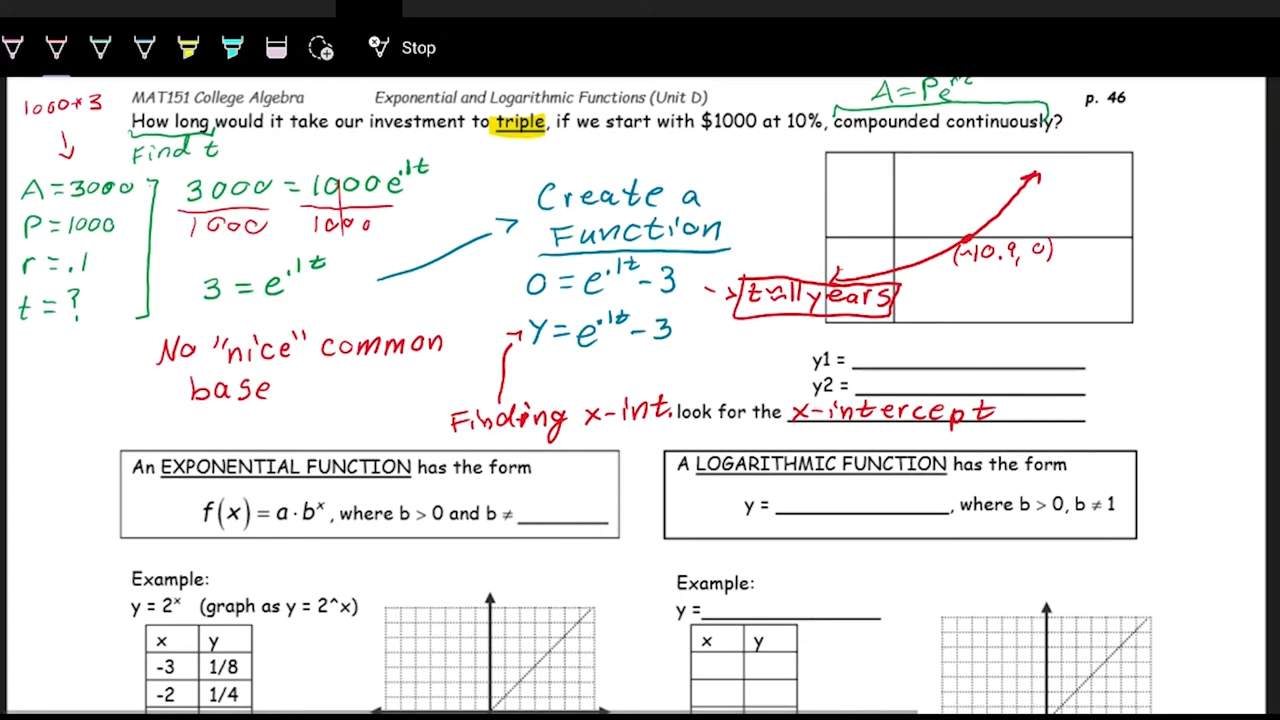 Stop
MAT151 College Algebra Exponential and Logarithmic Functions (Unit D) p. 46
A = Pe^rt
1000*3
How long would it take our investment to triple, if we start with $1000 at 10%, compounded continuously?
Find t
A = 3000
P = 1000
r = .1
t = ?
3000 = 1000e^.1t
1000 1000
3 = e^.1t
No "nice" common
base
Create a
Function
0 = e^.1t - 3
y = e^.1t - 3
t≈11 years
(~10.9, 0)
y1 =
y2 =
Finding x-int. look for the x-intercept
An EXPONENTIAL FUNCTION has the form
f(x) = a · b^x, where b > 0 and b ≠
A LOGARITHMIC FUNCTION has the form
y = , where b > 0, b ≠ 1
Example:
y = 2^x (graph as y = 2^x)
x y
-3 1/8
-2 1/4
Example:
y =
x y